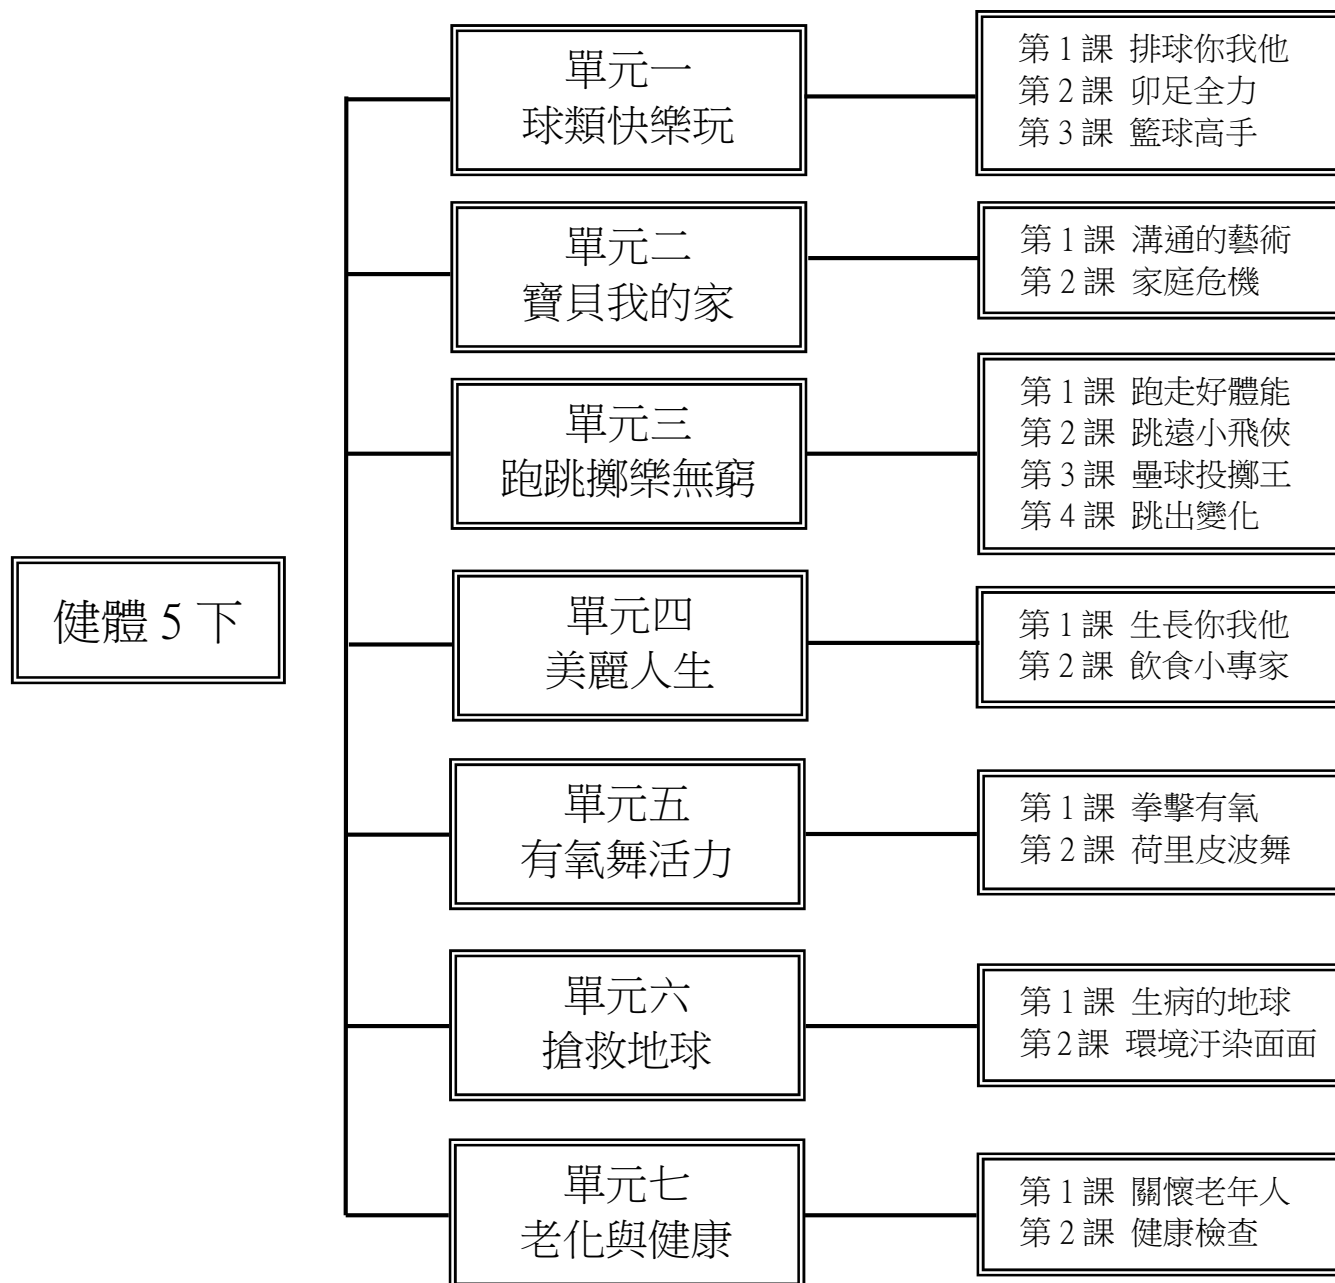 健體 5 下
單元一
球類快樂玩
第 1 課 排球你我他
第 2 課 卯足全力
第 3 課 籃球高手
單元二
寶貝我的家
第 1 課 溝通的藝術
第 2 課 家庭危機
單元三
跑跳擲樂無窮
第 1 課 跑走好體能
第 2 課 跳遠小飛俠
第 3 課 壘球投擲王
第 4 課 跳出變化
單元四
美麗人生
第 1 課 生長你我他
第 2 課 飲食小專家
單元五
有氧舞活力
第 1 課 拳擊有氧
第 2 課 荷里皮波舞
單元六
搶救地球
第 1 課 生病的地球
第 2 課 環境汙染面面
單元七
老化與健康
第 1 課 關懷老年人
第 2 課 健康檢查